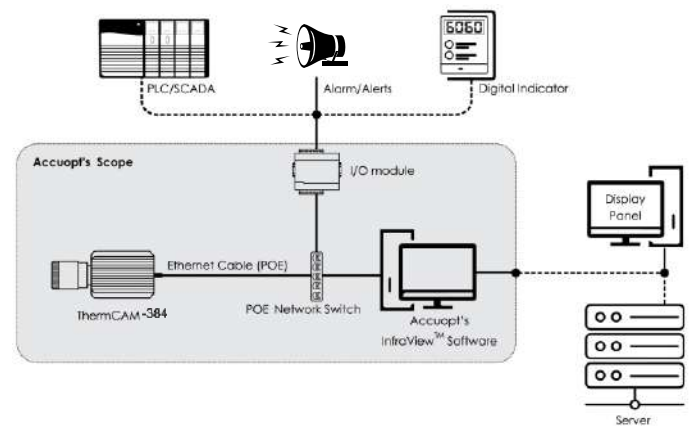 6060
PLC/SCADA
Alarm/Alerts
Digital Indicator
Accuopt's Scope
I/O module
Display
Panel
Ethernet Cable (POE)
ThermCAM-384
POE Network Switch
Accuopt's
InfraView™ Software
Server